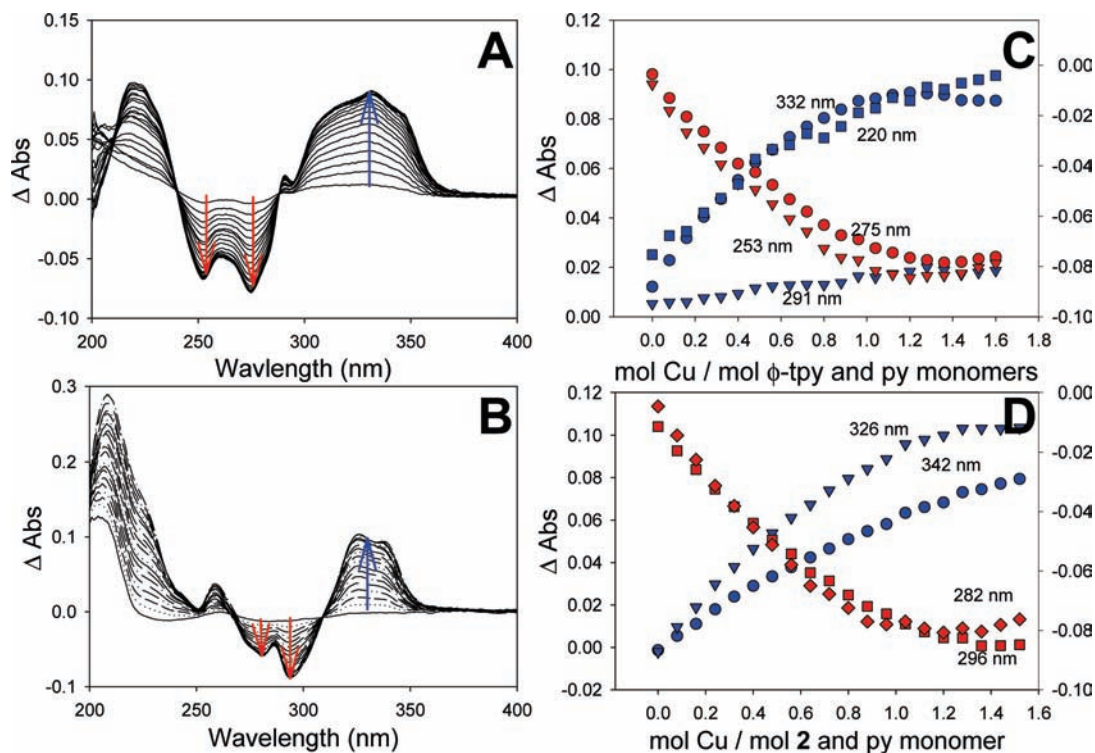 A
0.15
0.10
0.05
0.00
-0.05
-0.10
Δ Abs
200 250 300 350 400
Wavlength (nm)
C
0.12
0.10
0.08
0.06
0.04
0.02
0.00
Δ Abs
332 nm
220 nm
275 nm
253 nm
291 nm
0.00
-0.02
-0.04
-0.06
-0.08
-0.10
0.0 0.2 0.4 0.6 0.8 1.0 1.2 1.4 1.6 1.8
mol Cu / mol ϕ-tpy and py monomers
B
0.3
0.2
0.1
0.0
-0.1
Δ Abs
200 250 300 350 400
Wavelength (nm)
D
0.12
0.10
0.08
0.06
0.04
0.02
0.00
-0.02
Δ Abs
326 nm
342 nm
282 nm
296 nm
0.00
-0.02
-0.04
-0.06
-0.08
-0.10
0.0 0.2 0.4 0.6 0.8 1.0 1.2 1.4 1.6
mol Cu / mol 2 and py monomer